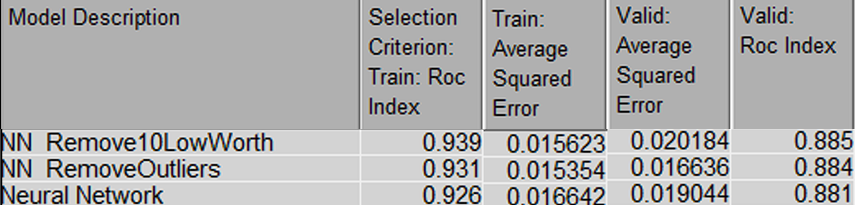 Model Description
Selection Criterion: Train: Roc Index
Train: Average Squared Error
Valid: Average Squared Error
Valid: Roc Index
NN Remove10LowWorth 0.939 0.015623 0.020184 0.885
NN RemoveOutliers 0.931 0.015354 0.016636 0.884
Neural Network 0.926 0.016642 0.019044 0.881